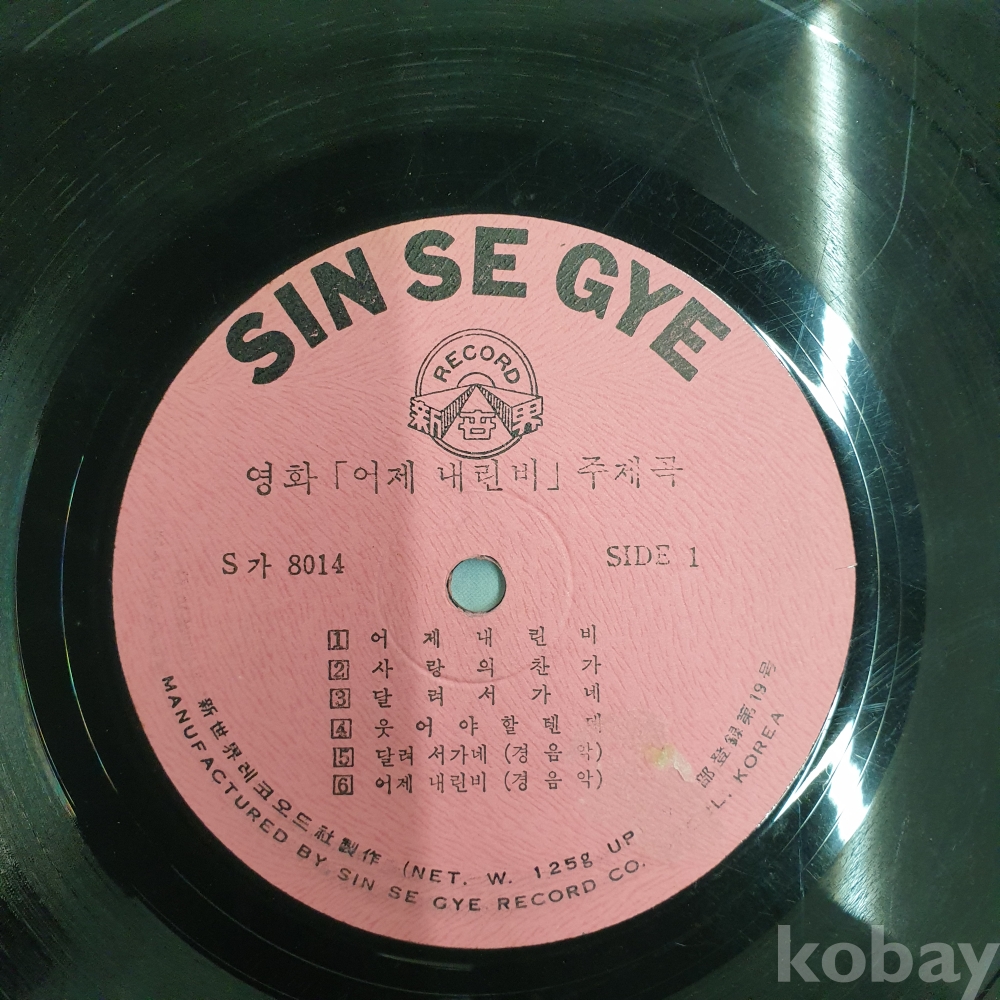 SIN SE GYE
RECORD
新世界
영화 「어제 내린비」 주제곡
S가 8014
SIDE 1
1 어제내린비
2 사랑의찬가
3 달려서가네
4 웃어야할텐데
5 달려서가네 (경음악)
6 어제 내린비 (경음악)
新世界레코오드社製作 (NET. W. 125g UP
部登録第19号
MANUFACTURED BY SIN SE GYE RECORD CO.
L, KOREA
kobay